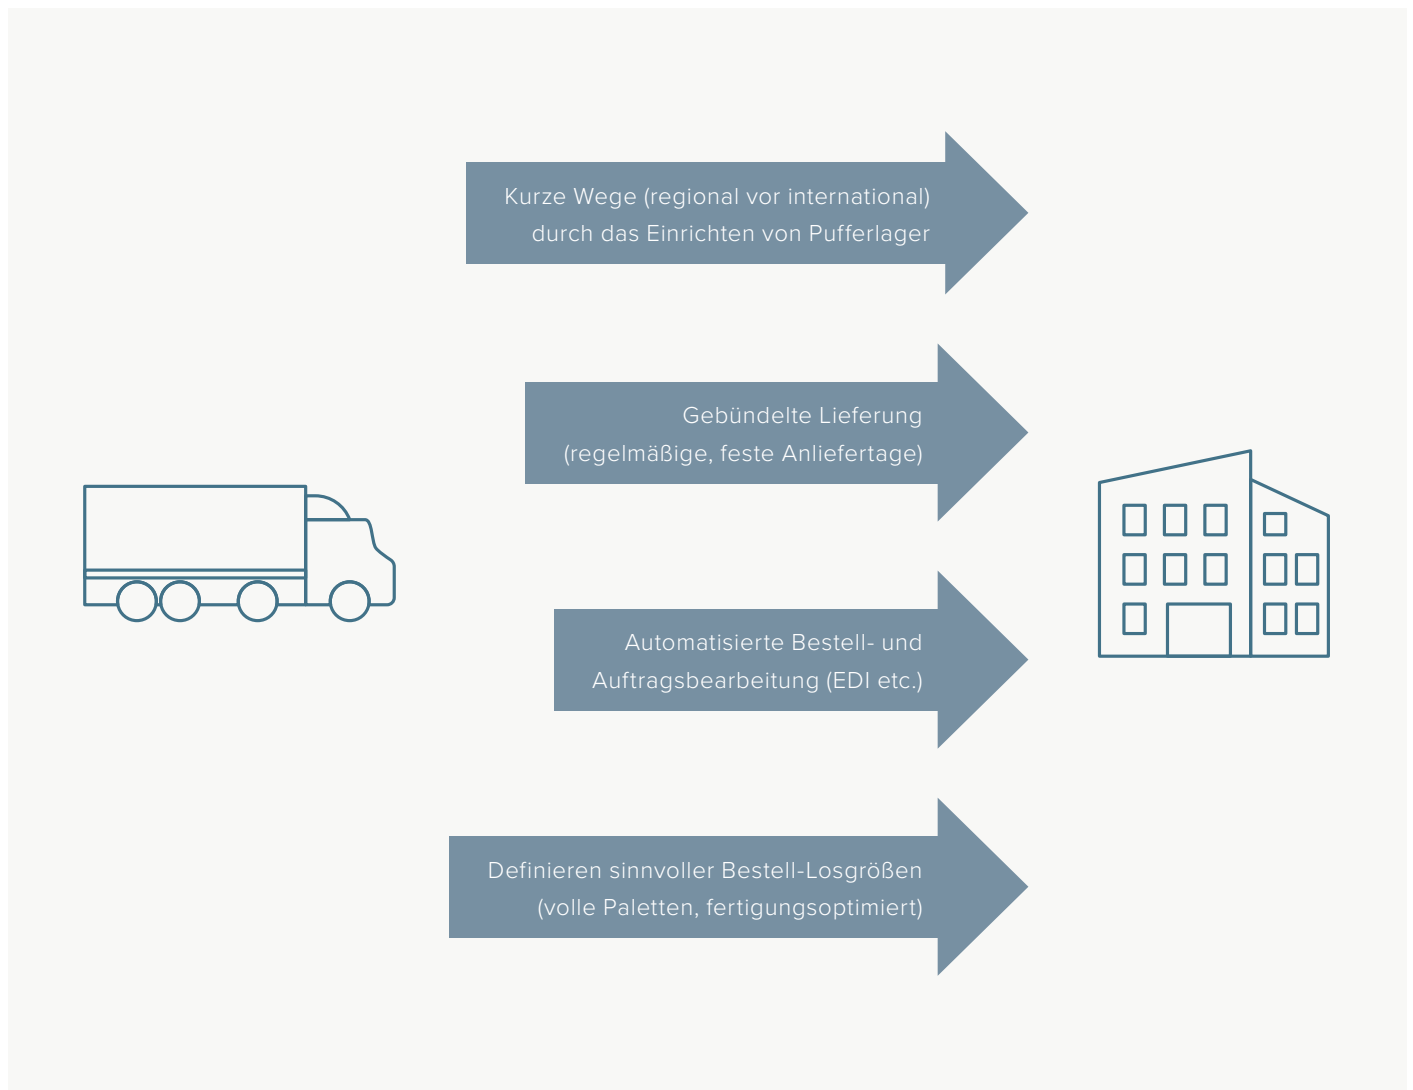 Kurze Wege (regional vor international)
durch das Einrichten von Pufferlager
Gebündelte Lieferung
(regelmäßige, feste Anliefertage)
Automatisierte Bestell- und
Auftragsbearbeitung (EDI etc.)
Definieren sinnvoller Bestell-Losgrößen
(volle Paletten, fertigungsoptimiert)